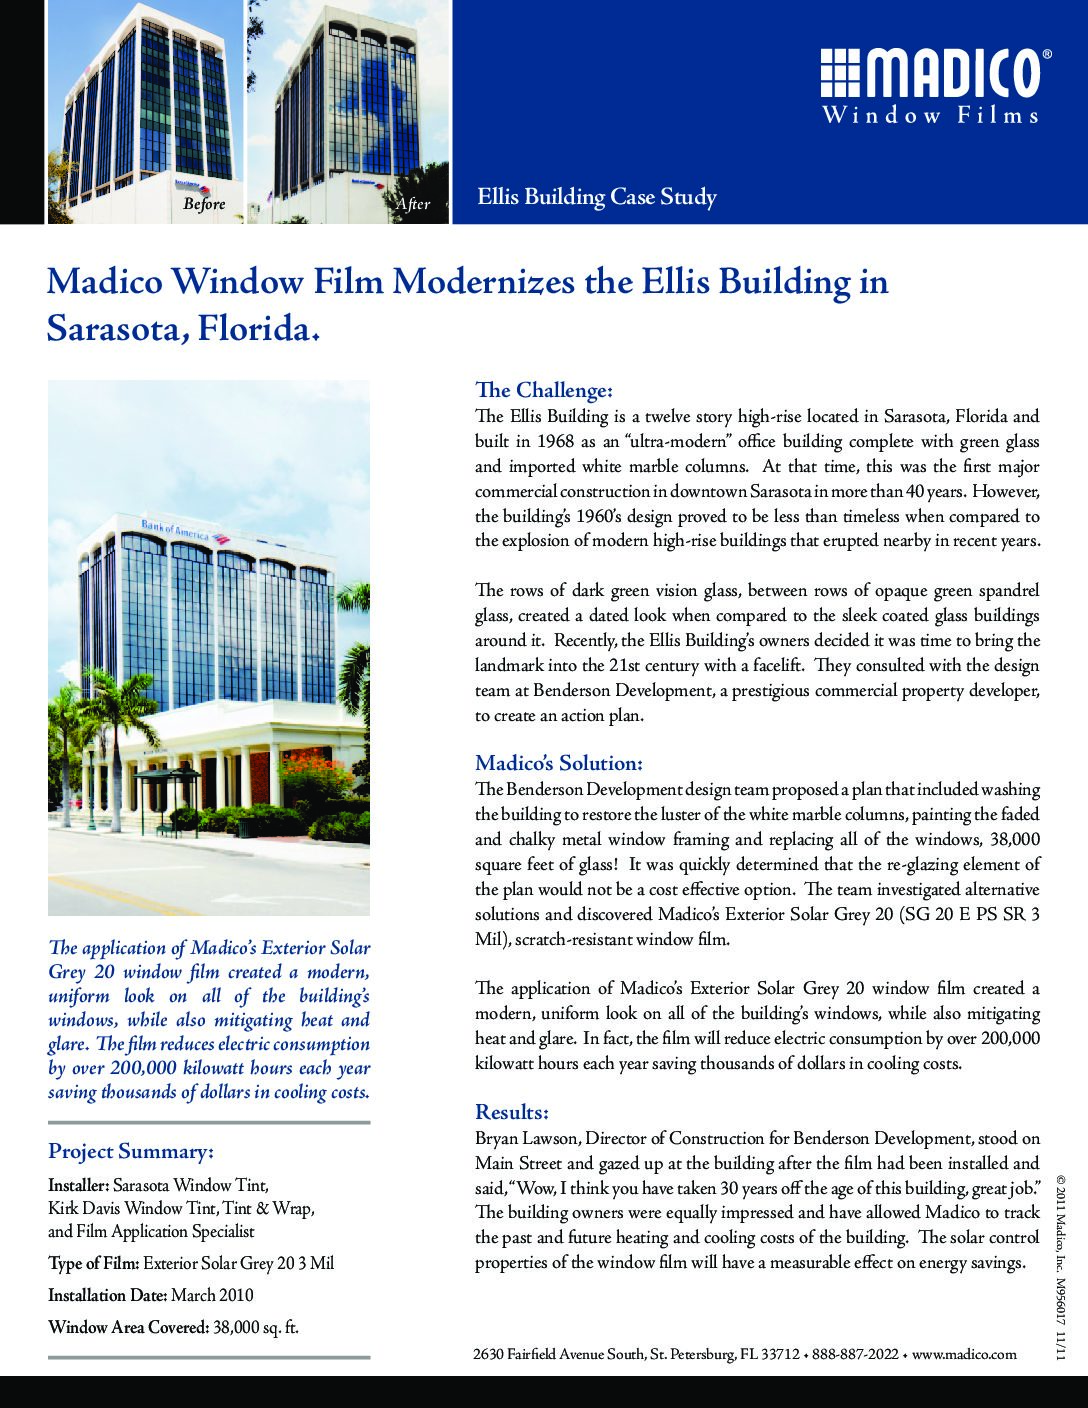 Before
After
MADICO®
Window Films
Ellis Building Case Study
Madico Window Film Modernizes the Ellis Building in
Sarasota, Florida.
Bank of America
The application of Madico's Exterior Solar
Grey 20 window film created a modern,
uniform look on all of the building's
windows, while also mitigating heat and
glare. The film reduces electric consumption
by over 200,000 kilowatt hours each year
saving thousands of dollars in cooling costs.
Project Summary:
Installer: Sarasota Window Tint,
Kirk Davis Window Tint, Tint & Wrap,
and Film Application Specialist
Type of Film: Exterior Solar Grey 20 3 Mil
Installation Date: March 2010
Window Area Covered: 38,000 sq. ft.
The Challenge:
The Ellis Building is a twelve story high-rise located in Sarasota, Florida and
built in 1968 as an “ultra-modern” office building complete with green glass
and imported white marble columns. At that time, this was the first major
commercial construction in downtown Sarasota in more than 40 years. However,
the building's 1960's design proved to be less than timeless when compared to
the explosion of modern high-rise buildings that erupted nearby in recent years.
The rows of dark green vision glass, between rows of opaque green spandrel
glass, created a dated look when compared to the sleek coated glass buildings
around it. Recently, the Ellis Building's owners decided it was time to bring the
landmark into the 21st century with a facelift. They consulted with the design
team at Benderson Development, a prestigious commercial property developer,
to create an action plan.
Madico's Solution:
The Benderson Development design team proposed a plan that included washing
the building to restore the luster of the white marble columns, painting the faded
and chalky metal window framing and replacing all of the windows, 38,000
square feet of glass! It was quickly determined that the re-glazing element of
the plan would not be a cost effective option. The team investigated alternative
solutions and discovered Madico's Exterior Solar Grey 20 (SG 20 E PS SR 3
Mil), scratch-resistant window film.
The application of Madico's Exterior Solar Grey 20 window film created a
modern, uniform look on all of the building's windows, while also mitigating
heat and glare. In fact, the film will reduce electric consumption by over 200,000
kilowatt hours each year saving thousands of dollars in cooling costs.
Results:
Bryan Lawson, Director of Construction for Benderson Development, stood on
Main Street and gazed up at the building after the film had been installed and
said, “Wow, I think you have taken 30 years off the age of this building, great job.”
The building owners were equally impressed and have allowed Madico to track
the past and future heating and cooling costs of the building. The solar control
properties of the window film will have a measurable effect on energy savings.
2630 Fairfield Avenue South, St. Petersburg, FL 33712 • 888-887-2022 • www.madico.com
© 2011 Madico, Inc. M956017 11/11